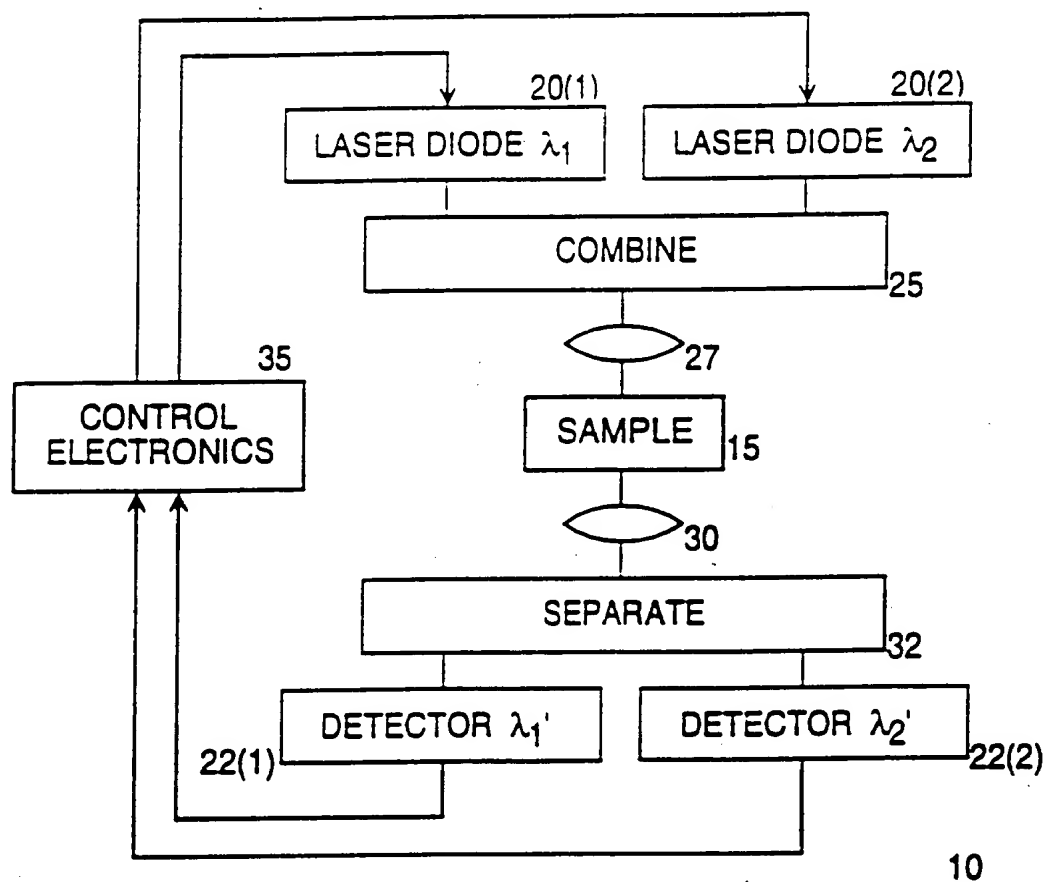 20(1)
20(2)
LASER DIODE λ1
LASER DIODE λ2
COMBINE
25
27
35
CONTROL
ELECTRONICS
SAMPLE
15
30
SEPARATE
32
DETECTOR λ1'
DETECTOR λ2'
22(1)
22(2)
10